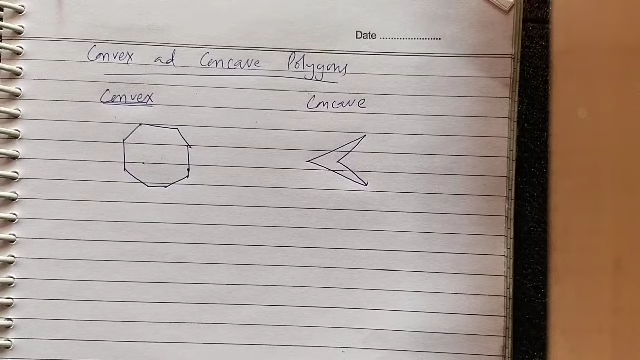 Date ........................
Convex ad Concave Polygons
Convex
Concave